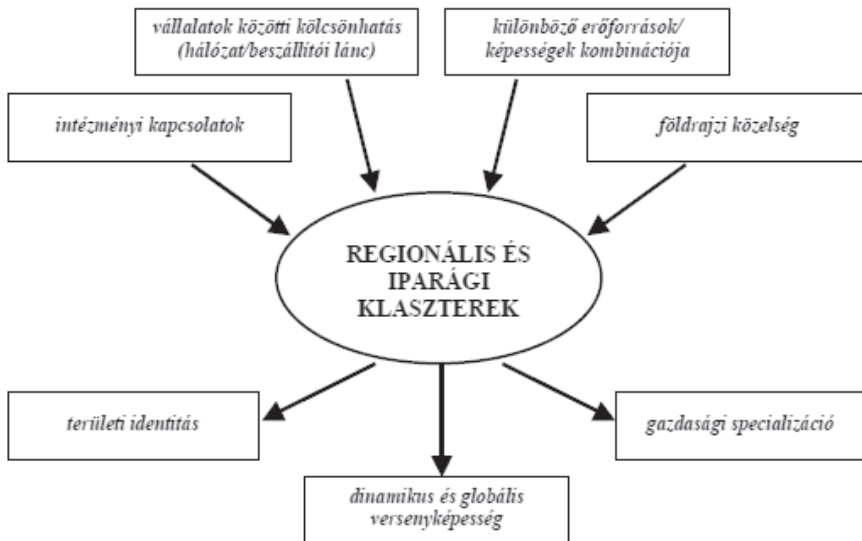 vállalatok közötti kölcsönhatás
(hálózat/beszállítói lánc)
különböző erőforrások/
képességek kombinációja
intézményi kapcsolatok
földrajzi közelség
REGIONÁLIS ÉS
IPARÁGI
KLASZTEREK
területi identitás
gazdasági specializáció
dinamikus és globális
versenyképesség